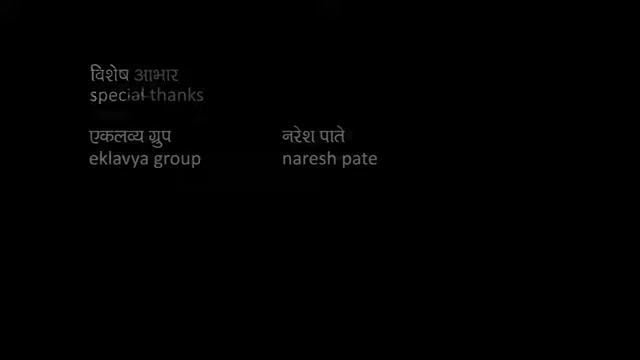 विशेष आभार
special thanks
एकलव्य ग्रुप
नरेश पाते
eklavya group
naresh pate